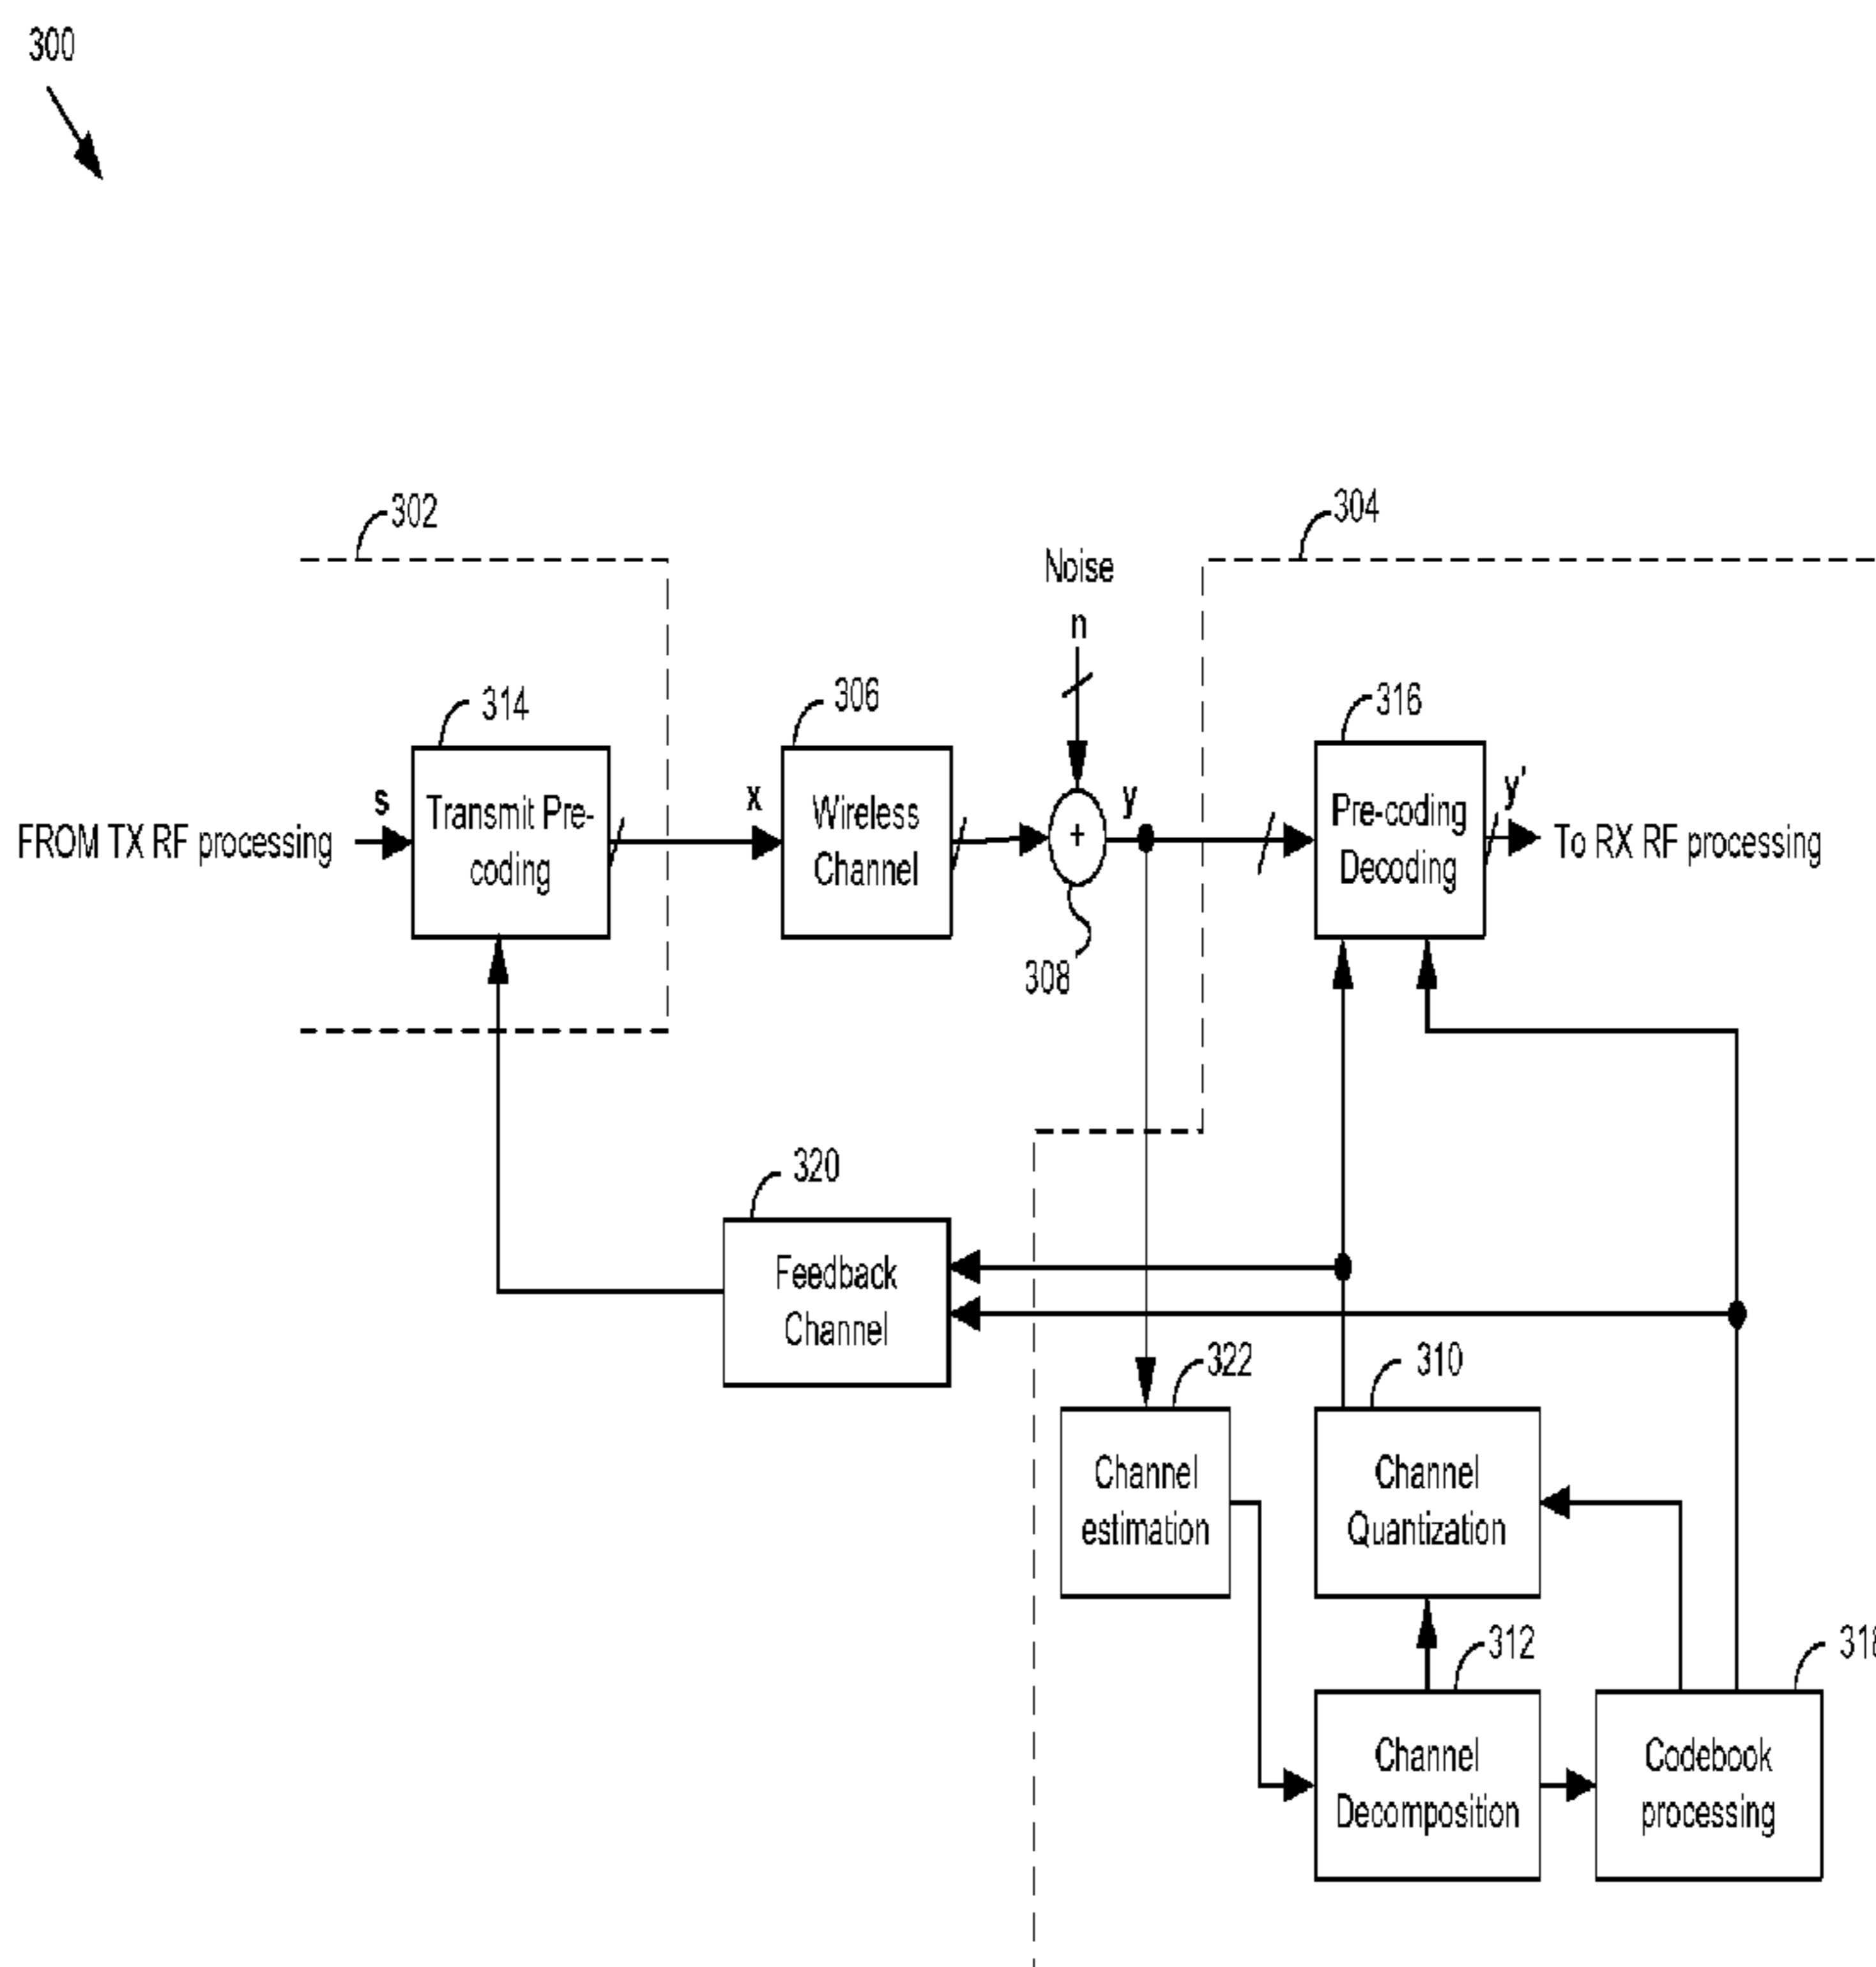 300
302
304
Noise
n
314
306
316
s
Transmit Pre-
coding
x
Wireless
Channel
+
y
Pre-coding
Decoding
y'
FROM TX RF processing
To RX RF processing
308
320
Feedback
Channel
322
310
Channel
estimation
Channel
Quantization
312
Channel
Decomposition
Codebook
processing